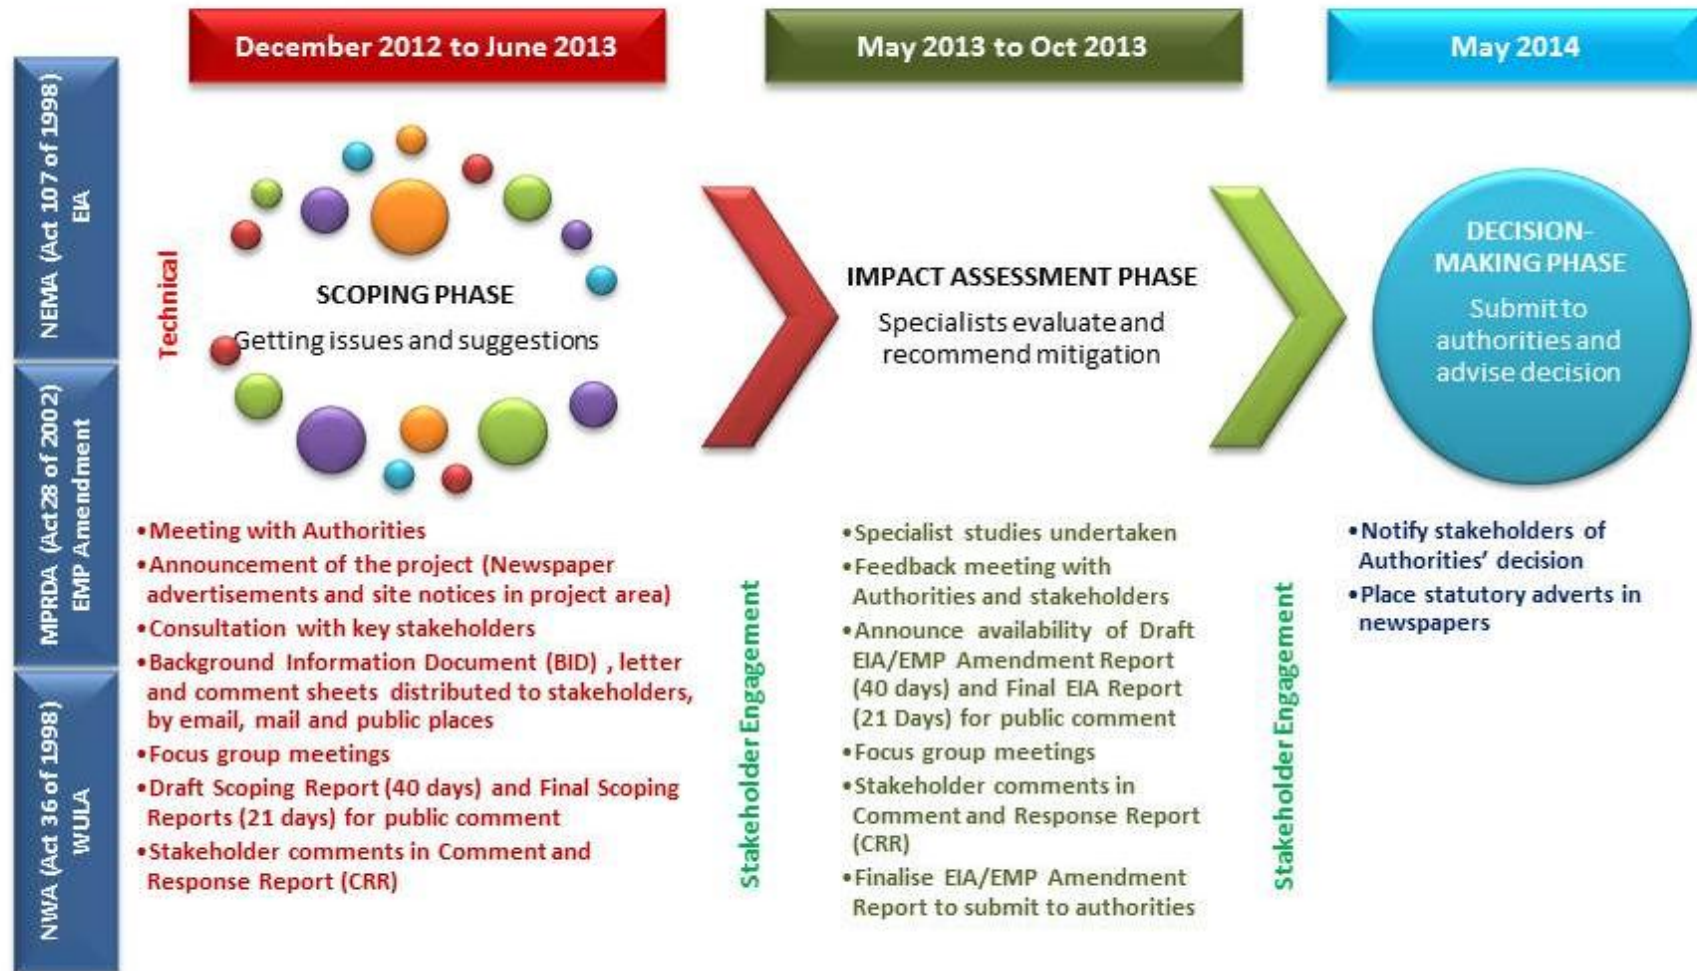 December 2012 to June 2013
May 2013 to Oct 2013
May 2014
NEMA (Act 107 of 1998)
EIA
MPRDA (Act 28 of 2002)
EMP Amendment
NWA (Act 36 of 1998)
WULA
Technical
SCOPING PHASE
Getting issues and suggestions
IMPACT ASSESSMENT PHASE
Specialists evaluate and
recommend mitigation
DECISION-
MAKING PHASE
Submit to
authorities and
advise decision
•Meeting with Authorities
•Announcement of the project (Newspaper
advertisements and site notices in project area)
•Consultation with key stakeholders
•Background Information Document (BID) , letter
and comment sheets distributed to stakeholders,
by email, mail and public places
•Focus group meetings
•Draft Scoping Report (40 days) and Final Scoping
Reports (21 days) for public comment
•Stakeholder comments in Comment and
Response Report (CRR)
Stakeholder Engagement
•Specialist studies undertaken
•Feedback meeting with
Authorities and stakeholders
•Announce availability of Draft
EIA/EMP Amendment Report
(40 days) and Final EIA Report
(21 Days) for public comment
•Focus group meetings
•Stakeholder comments in
Comment and Response Report
(CRR)
•Finalise EIA/EMP Amendment
Report to submit to authorities
Stakeholder Engagement
•Notify stakeholders of
Authorities' decision
•Place statutory adverts in
newspapers